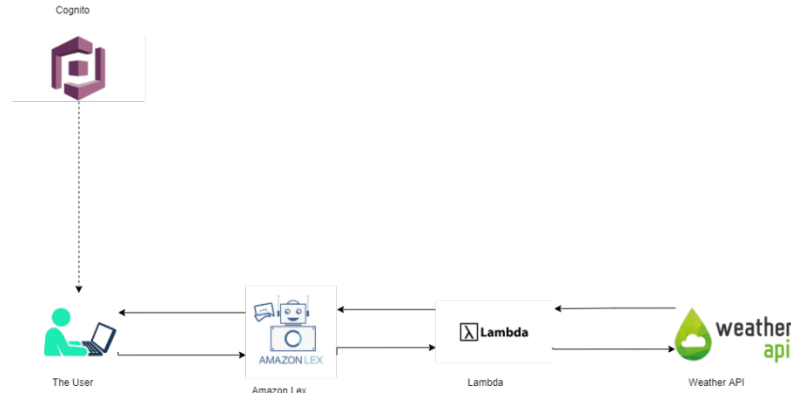 Cognito
AMAZON LEX
λ Lambda
weather
api
The User
Amazon Lex
Lambda
Weather API